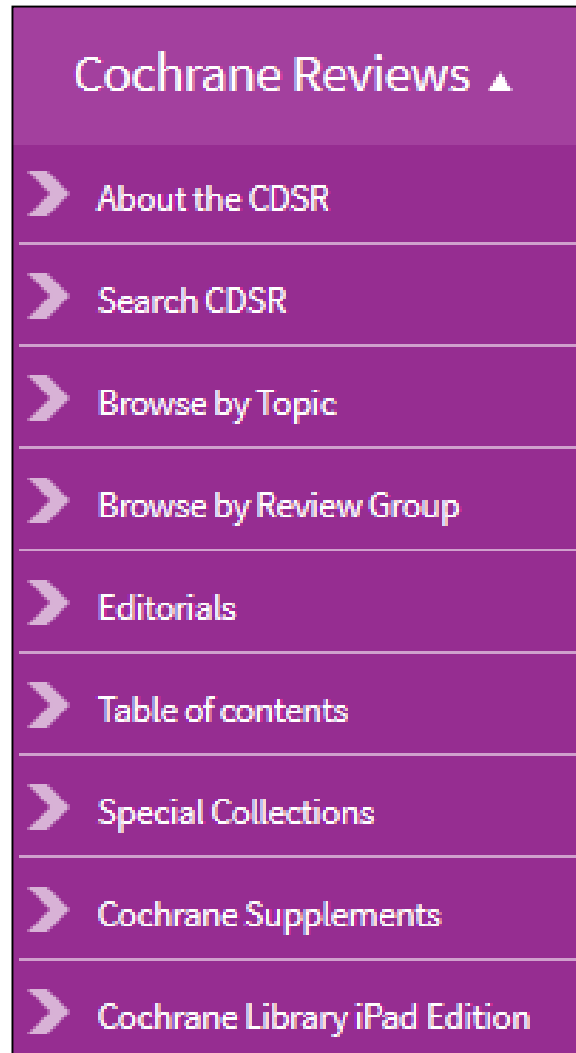 Cochrane Reviews ▲
About the CDSR
Search CDSR
Browse by Topic
Browse by Review Group
Editorials
Table of contents
Special Collections
Cochrane Supplements
Cochrane Library iPad Edition